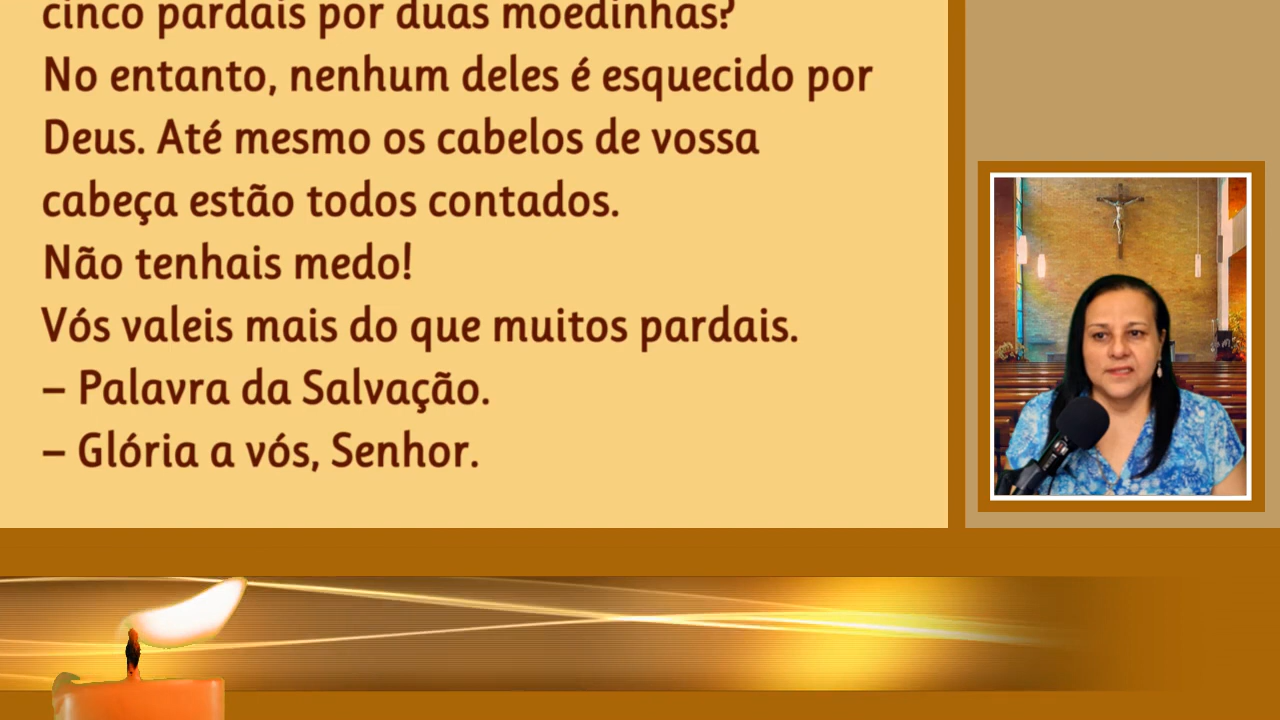 cinco pardais por duas moedinhas?
No entanto, nenhum deles é esquecido por
Deus. Até mesmo os cabelos de vossa
cabeça estão todos contados.
Não tenhais medo!
Vós valeis mais do que muitos pardais.
– Palavra da Salvação.
– Glória a vós, Senhor.